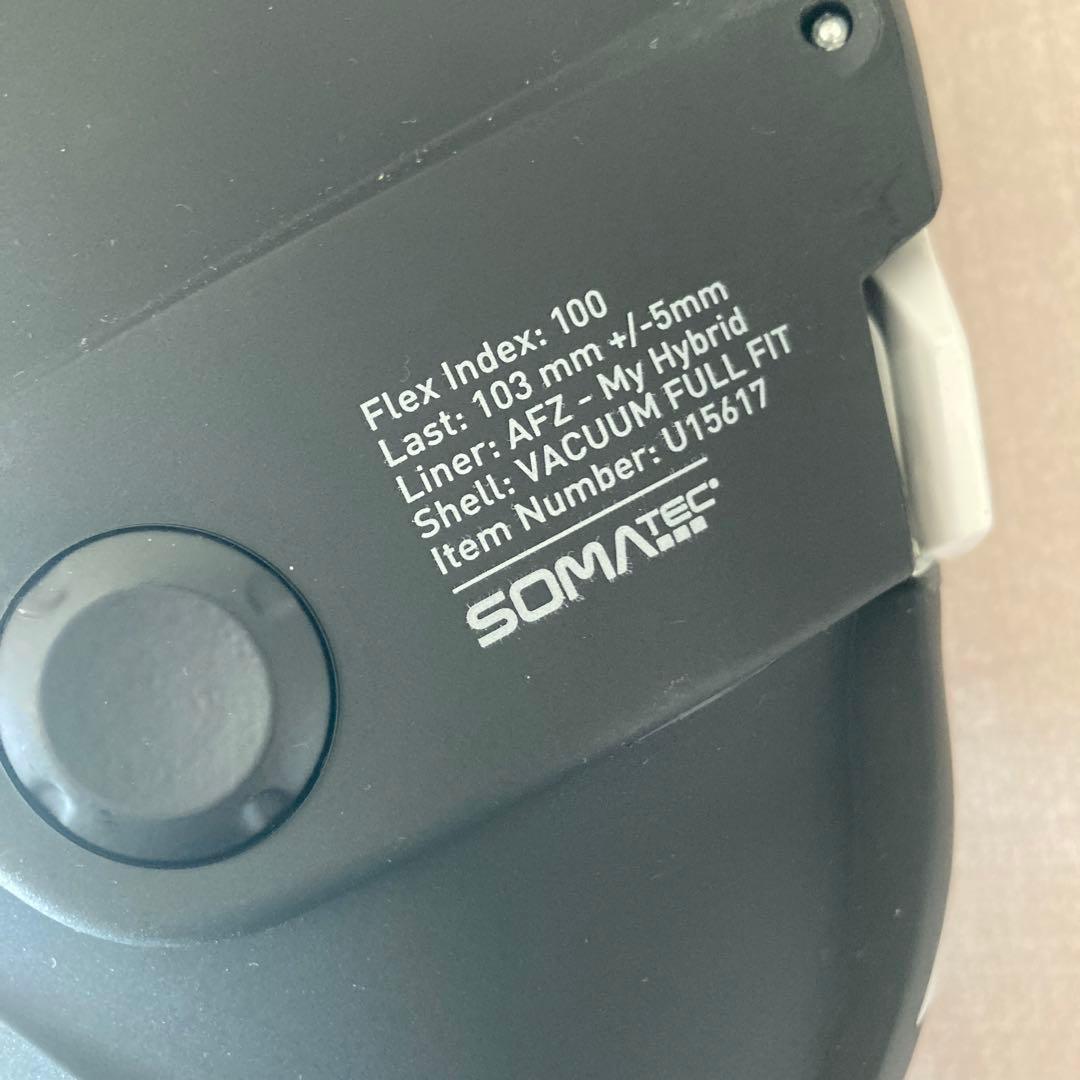 Flex Index: 100
Last: 103 mm +/-5mm
Liner: AFZ - My Hybrid
Shell: VACUUM FULL FIT
Item Number: U15617
SOMATEC